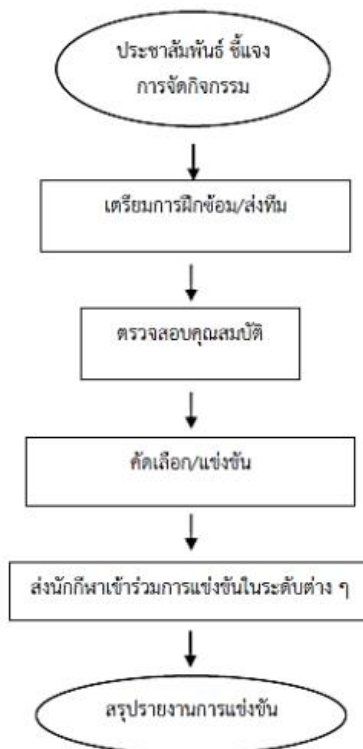 ประชาสัมพันธ์ ชี้แจง
การจัดกิจกรรม
เตรียมการฝึกซ้อม/ส่งทีม
ตรวจสอบคุณสมบัติ
คัดเลือก/แข่งขัน
ส่งนักกีฬาเข้าร่วมการแข่งขันในระดับต่าง ๆ
สรุปรายงานการแข่งขัน